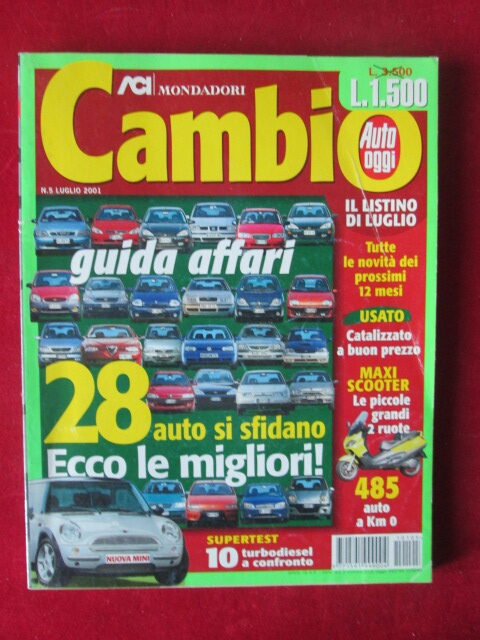 ACI MONDADORI
L. 3.500
L. 1.500
Cambio
Auto
oggi
N.5 LUGLIO 2001
IL LISTINO
DI LUGLIO
guida affari
Tutte
le novità dei
prossimi
12 mesi
USATO
Catalizzato
a buon prezzo
MAXI
SCOOTER
Le piccole
grandi
2 ruote
28 auto si sfidano
Ecco le migliori!
485
auto
a Km 0
NUOVA MINI
SUPERTEST
10 turbodiesel
a confronto